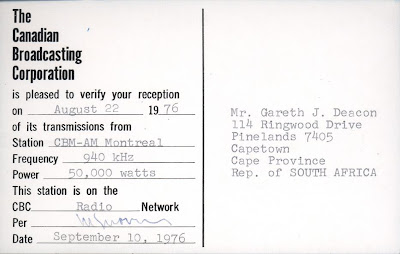 The
Canadian
Broadcasting
Corporation
is pleased to verify your reception
on August 22 1976
of its transmissions from
Station CBM-AM Montreal
Frequency 940 kHz
Power 50,000 watts
This station is on the
CBC Radio Network
Per
Date September 10, 1976
Mr. Gareth J. Deacon
114 Ringwood Drive
Pinelands 7405
Capetown
Cape Province
Rep. of SOUTH AFRICA